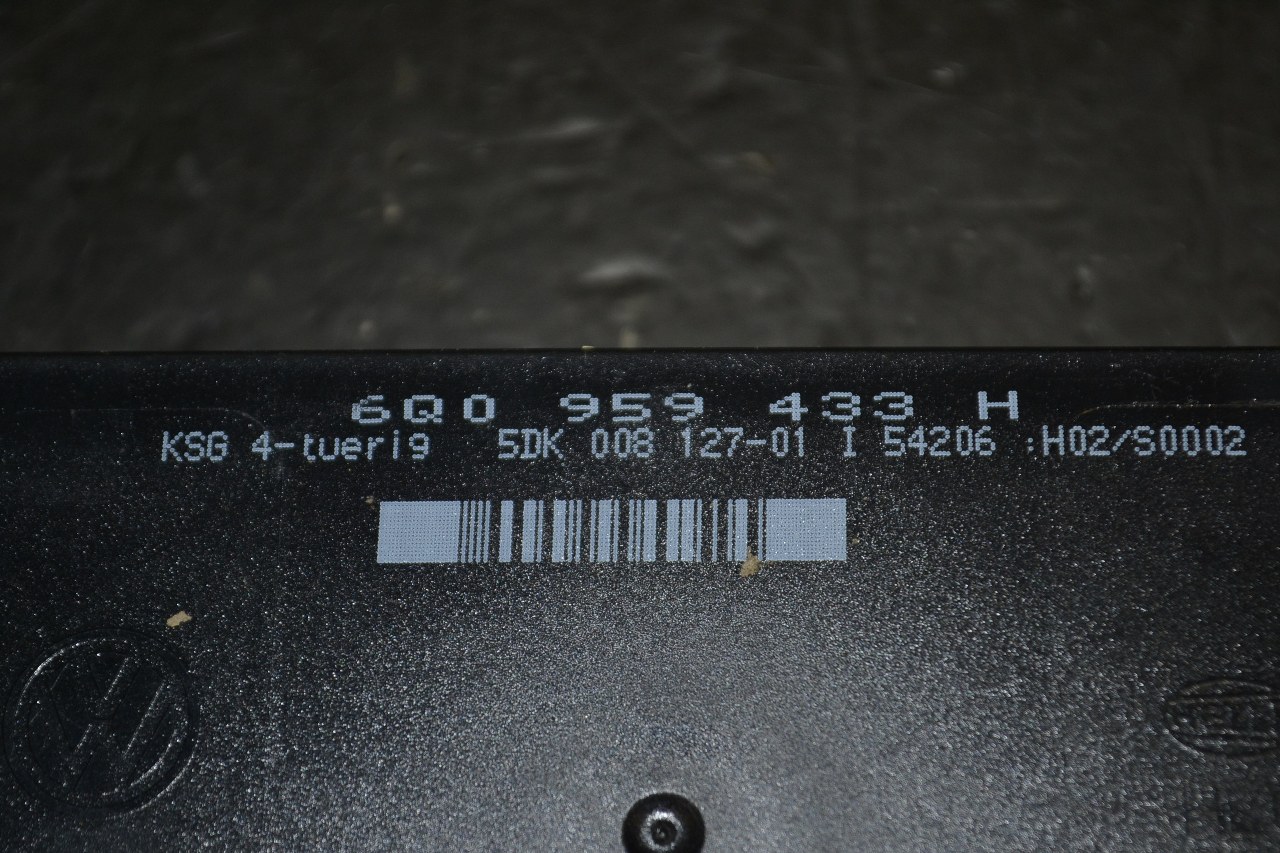 6Q0 959 433 H
KSG 4-tuerig 5DK 008 127-01 I 54206 :H02/S0002